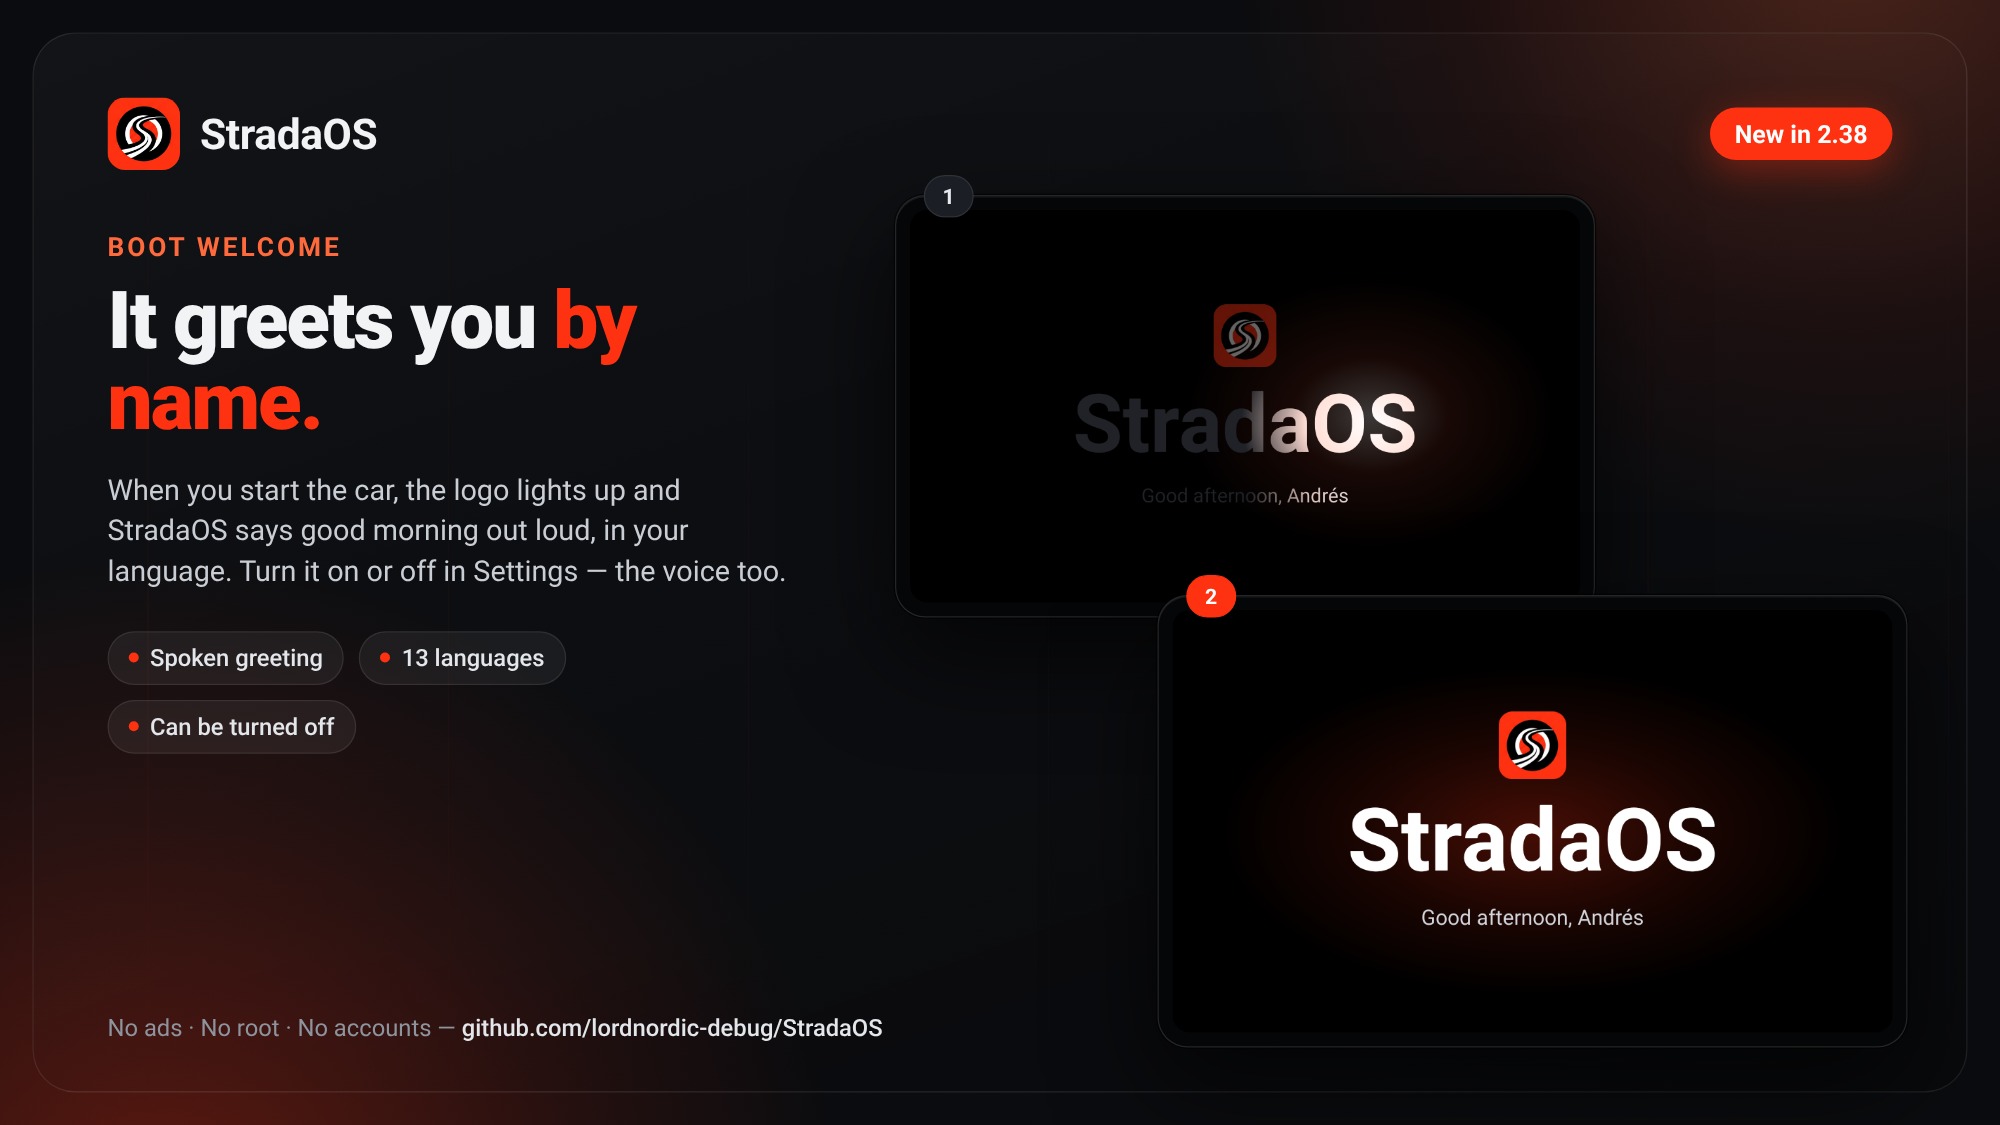 StradaOS
New in 2.38
BOOT WELCOME
It greets you by
name.
When you start the car, the logo lights up and
StradaOS says good morning out loud, in your
language. Turn it on or off in Settings — the voice too.
Spoken greeting
13 languages
Can be turned off
No ads · No root · No accounts — github.com/lordnordic-debug/StradaOS
1
StradaOS
Good afternoon, Andrés
2
StradaOS
Good afternoon, Andrés